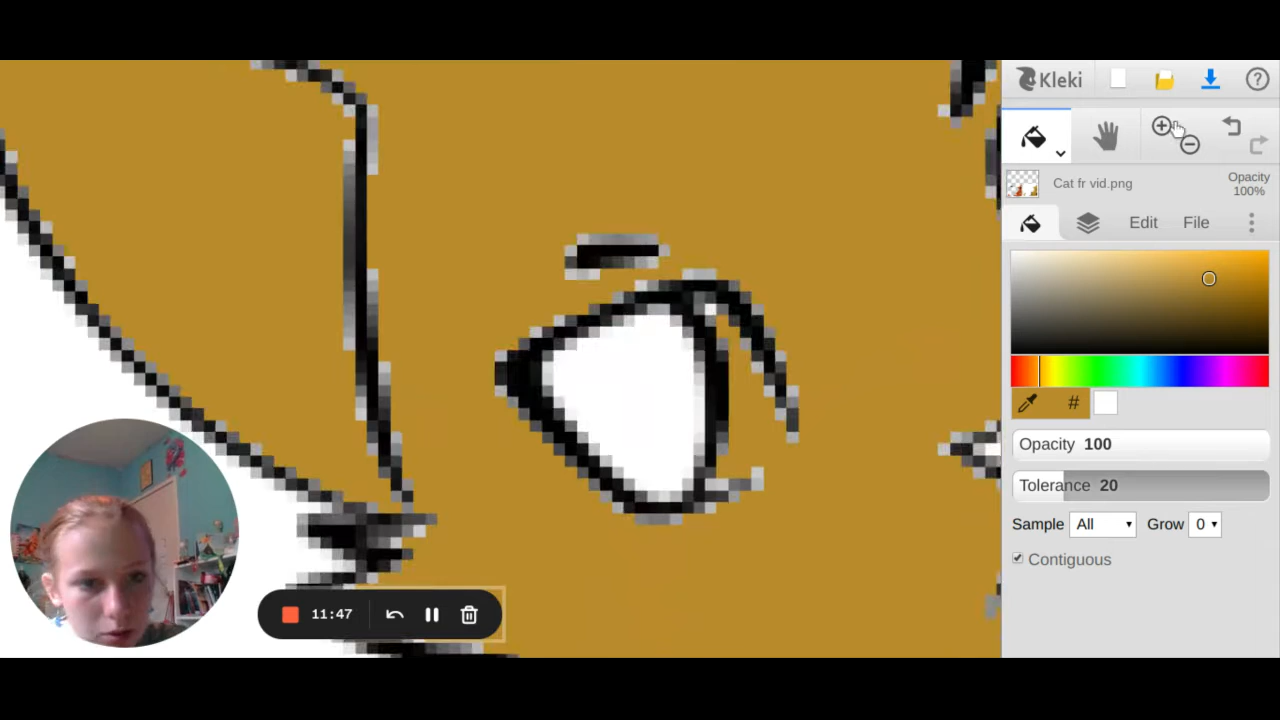 Kleki
?
Cat fr vid.png
Opacity
100%
Edit File
#
Opacity 100
Tolerance 20
Sample All Grow 0
Contiguous
11:47